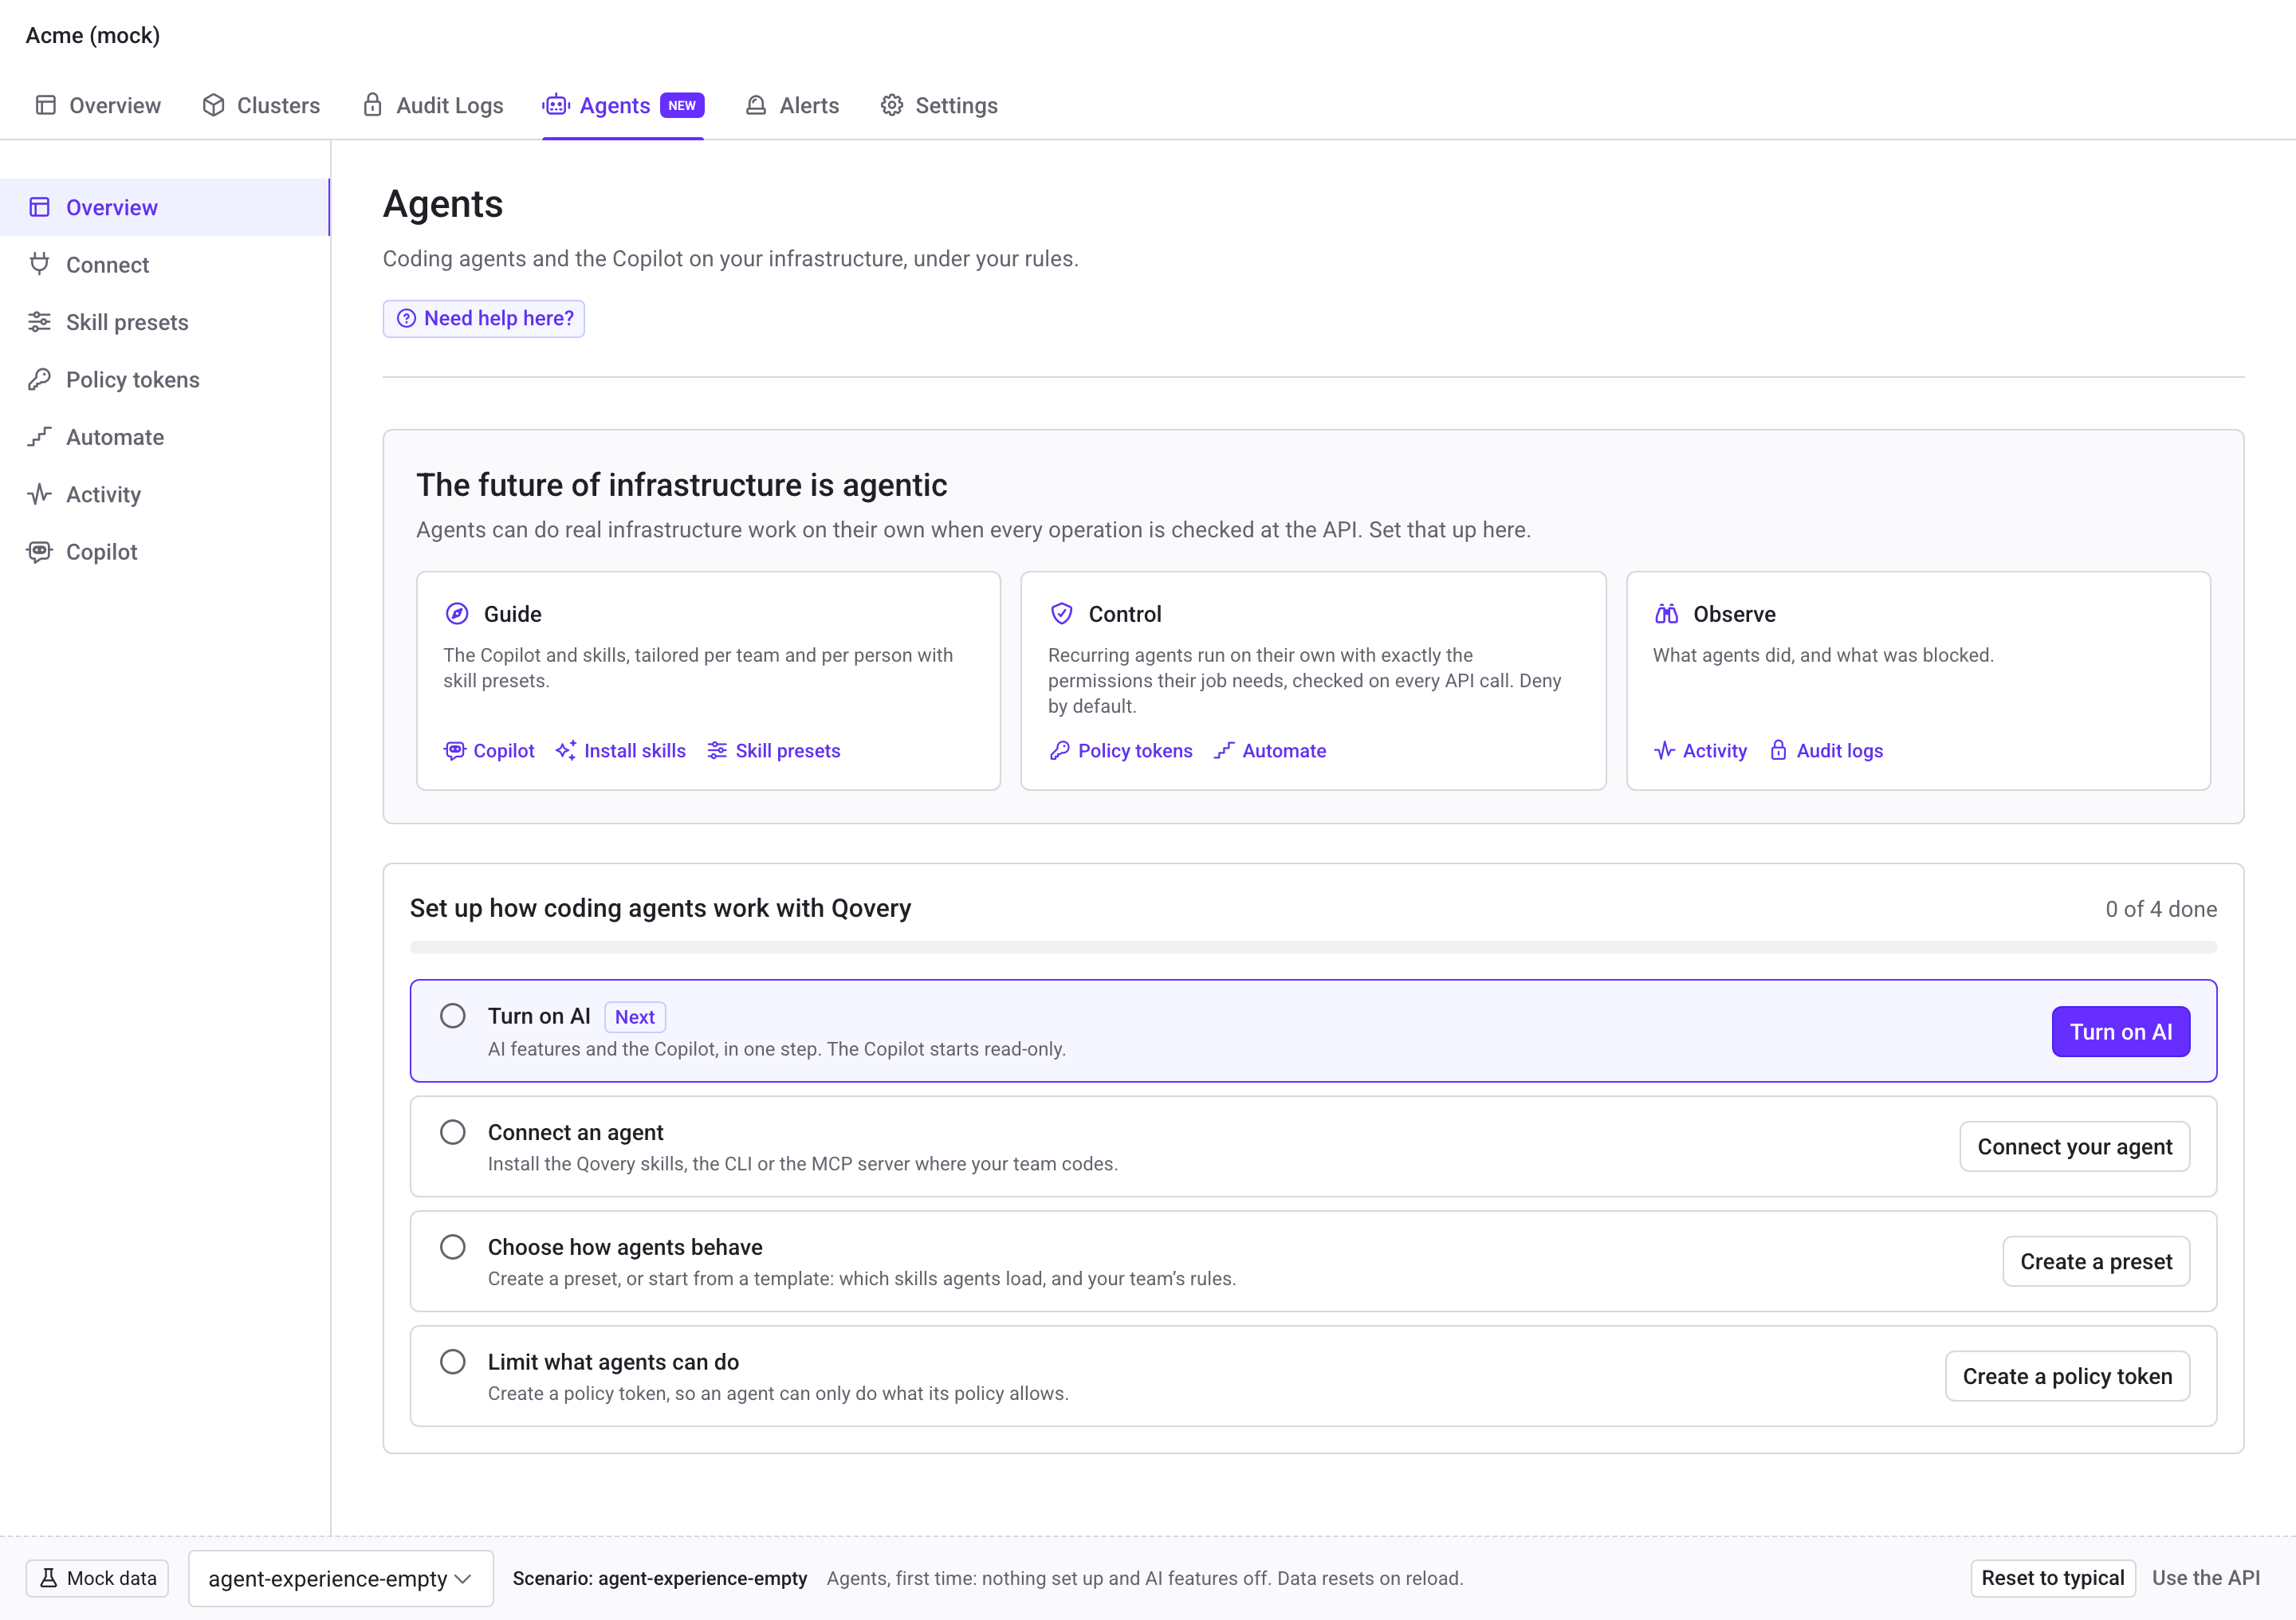 Acme (mock)
Overview
Clusters
Audit Logs
Agents NEW
Alerts
Settings
Overview
Connect
Skill presets
Policy tokens
Automate
Activity
Copilot
Agents
Coding agents and the Copilot on your infrastructure, under your rules.
Need help here?
The future of infrastructure is agentic
Agents can do real infrastructure work on their own when every operation is checked at the API. Set that up here.
Guide
The Copilot and skills, tailored per team and per person with
skill presets.
Copilot Install skills Skill presets
Control
Recurring agents run on their own with exactly the
permissions their job needs, checked on every API call. Deny
by default.
Policy tokens Automate
Observe
What agents did, and what was blocked.
Activity Audit logs
Set up how coding agents work with Qovery
0 of 4 done
Turn on AI Next
AI features and the Copilot, in one step. The Copilot starts read-only.
Turn on AI
Connect an agent
Install the Qovery skills, the CLI or the MCP server where your team codes.
Connect your agent
Choose how agents behave
Create a preset, or start from a template: which skills agents load, and your team’s rules.
Create a preset
Limit what agents can do
Create a policy token, so an agent can only do what its policy allows.
Create a policy token
Mock data
agent-experience-empty
Scenario: agent-experience-empty
Agents, first time: nothing set up and AI features off. Data resets on reload.
Reset to typical
Use the API